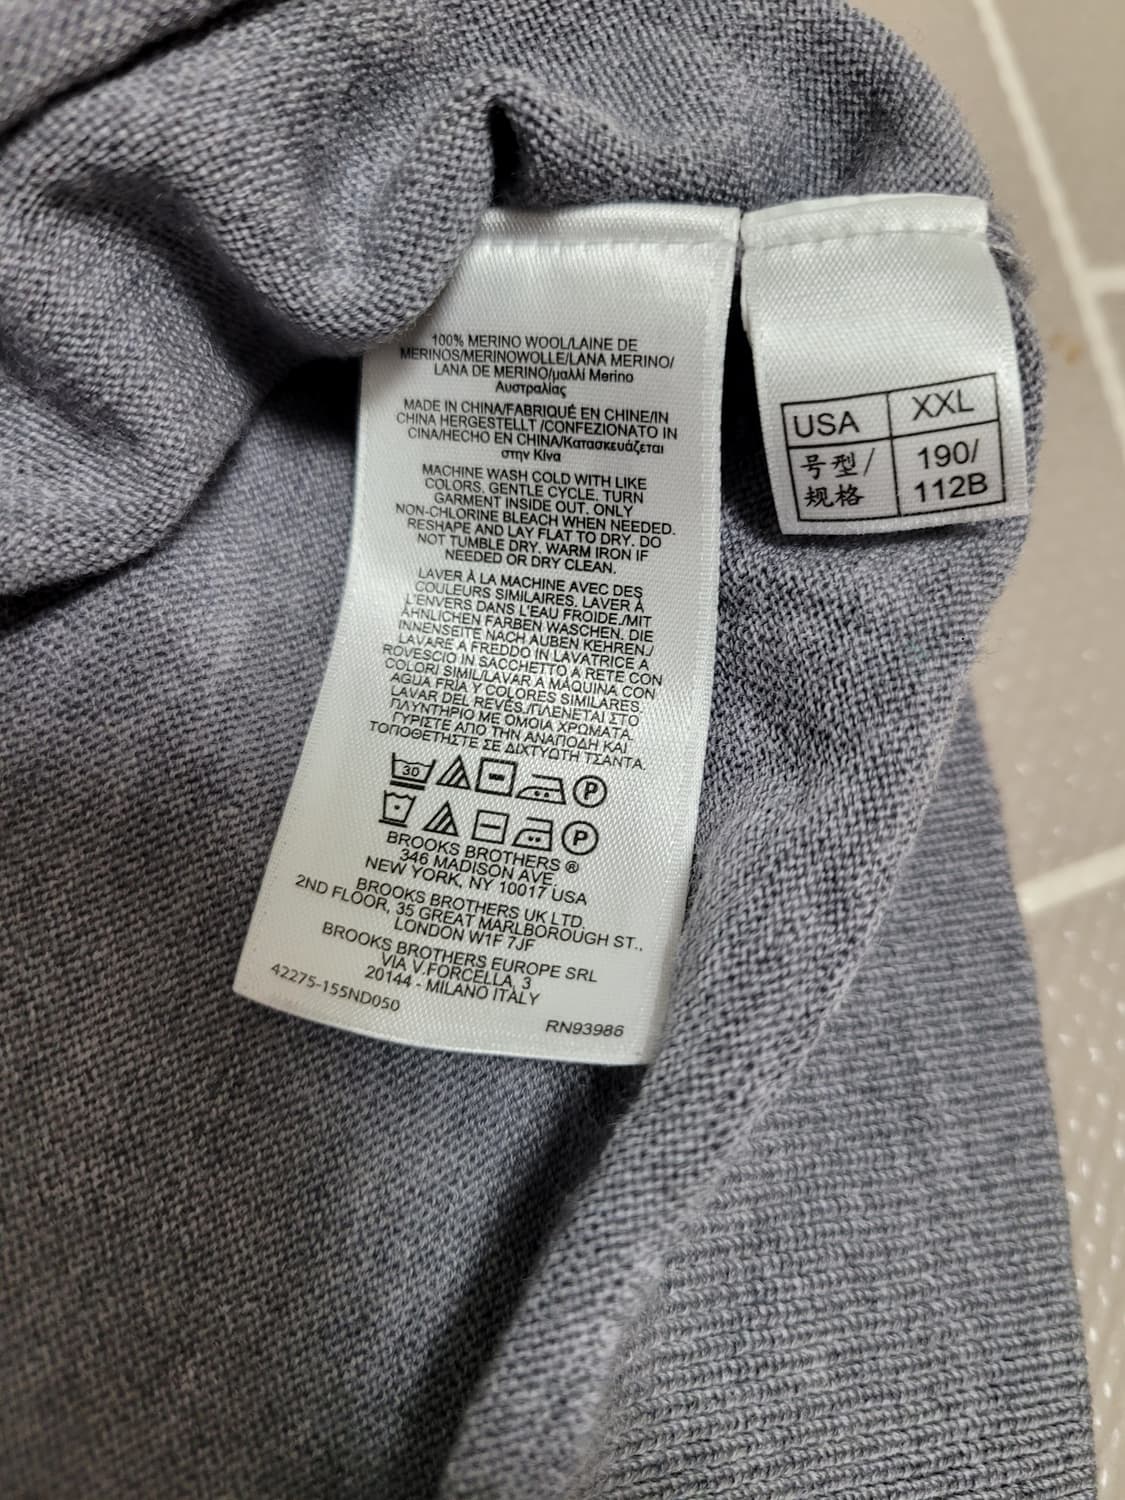 100% MERINO WOOL/LAINE DE
MERINOS/MERINOWOLLE/LANA MERINO/
LANA DE MERINO/μαλλί Merino
Αυστραλίας
MADE IN CHINA/FABRIQUÉ EN CHINE/IN
CHINA HERGESTELLT /CONFEZIONATO IN
CINA/HECHO EN CHINA/Κατασκευάζεται
στην Κίνα
MACHINE WASH COLD WITH LIKE
COLORS, GENTLE CYCLE. TURN
GARMENT INSIDE OUT. ONLY
NON-CHLORINE BLEACH WHEN NEEDED.
RESHAPE AND LAY FLAT TO DRY. DO
NOT TUMBLE DRY. WARM IRON IF
NEEDED OR DRY CLEAN.
LAVER À LA MACHINE AVEC DES
COULEURS SIMILAIRES, LAVER À
L'ENVERS DANS L'EAU FROIDE./MIT
ÄHNLICHEN FARBEN WASCHEN. DIE
INNENSEITE NACH AUBEN KEHREN./
LAVARE A FREDDO IN LAVATRICE A
ROVESCIO IN SACCHETTO A RETE CON
COLORI SIMIL/LAVAR A MÁQUINA CON
AGUA FRÍA Y COLORES SIMILARES.
LAVAR DEL REVÉS./ΠΛΕΝΕΤΑΙ ΣΤΟ
ΠΛΥΝΤΗΡΙΟ ΜΕ ΟΜΟΙΑ ΧΡΩΜΑΤΑ.
ΓΥΡΙΣΤΕ ΑΠΟ ΤΗΝ ΑΝΑΠΟΔΗ ΚΑΙ
ΤΟΠΟΘΕΤΗΣΤΕ ΣΕ ΔΙΧΤΥΩΤΗ ΤΣΑΝΤΑ.
30 P
P
BROOKS BROTHERS ®
346 MADISON AVE,
NEW YORK, NY 10017 USA
BROOKS BROTHERS UK LTD,
2ND FLOOR, 35 GREAT MARLBOROUGH ST.,
LONDON W1F 7JF
BROOKS BROTHERS EUROPE SRL
VIA V.FORCELLA, 3
20144 - MILANO ITALY
42275-155ND050
RN93986
USA XXL
号型/ 190/
规格 112B